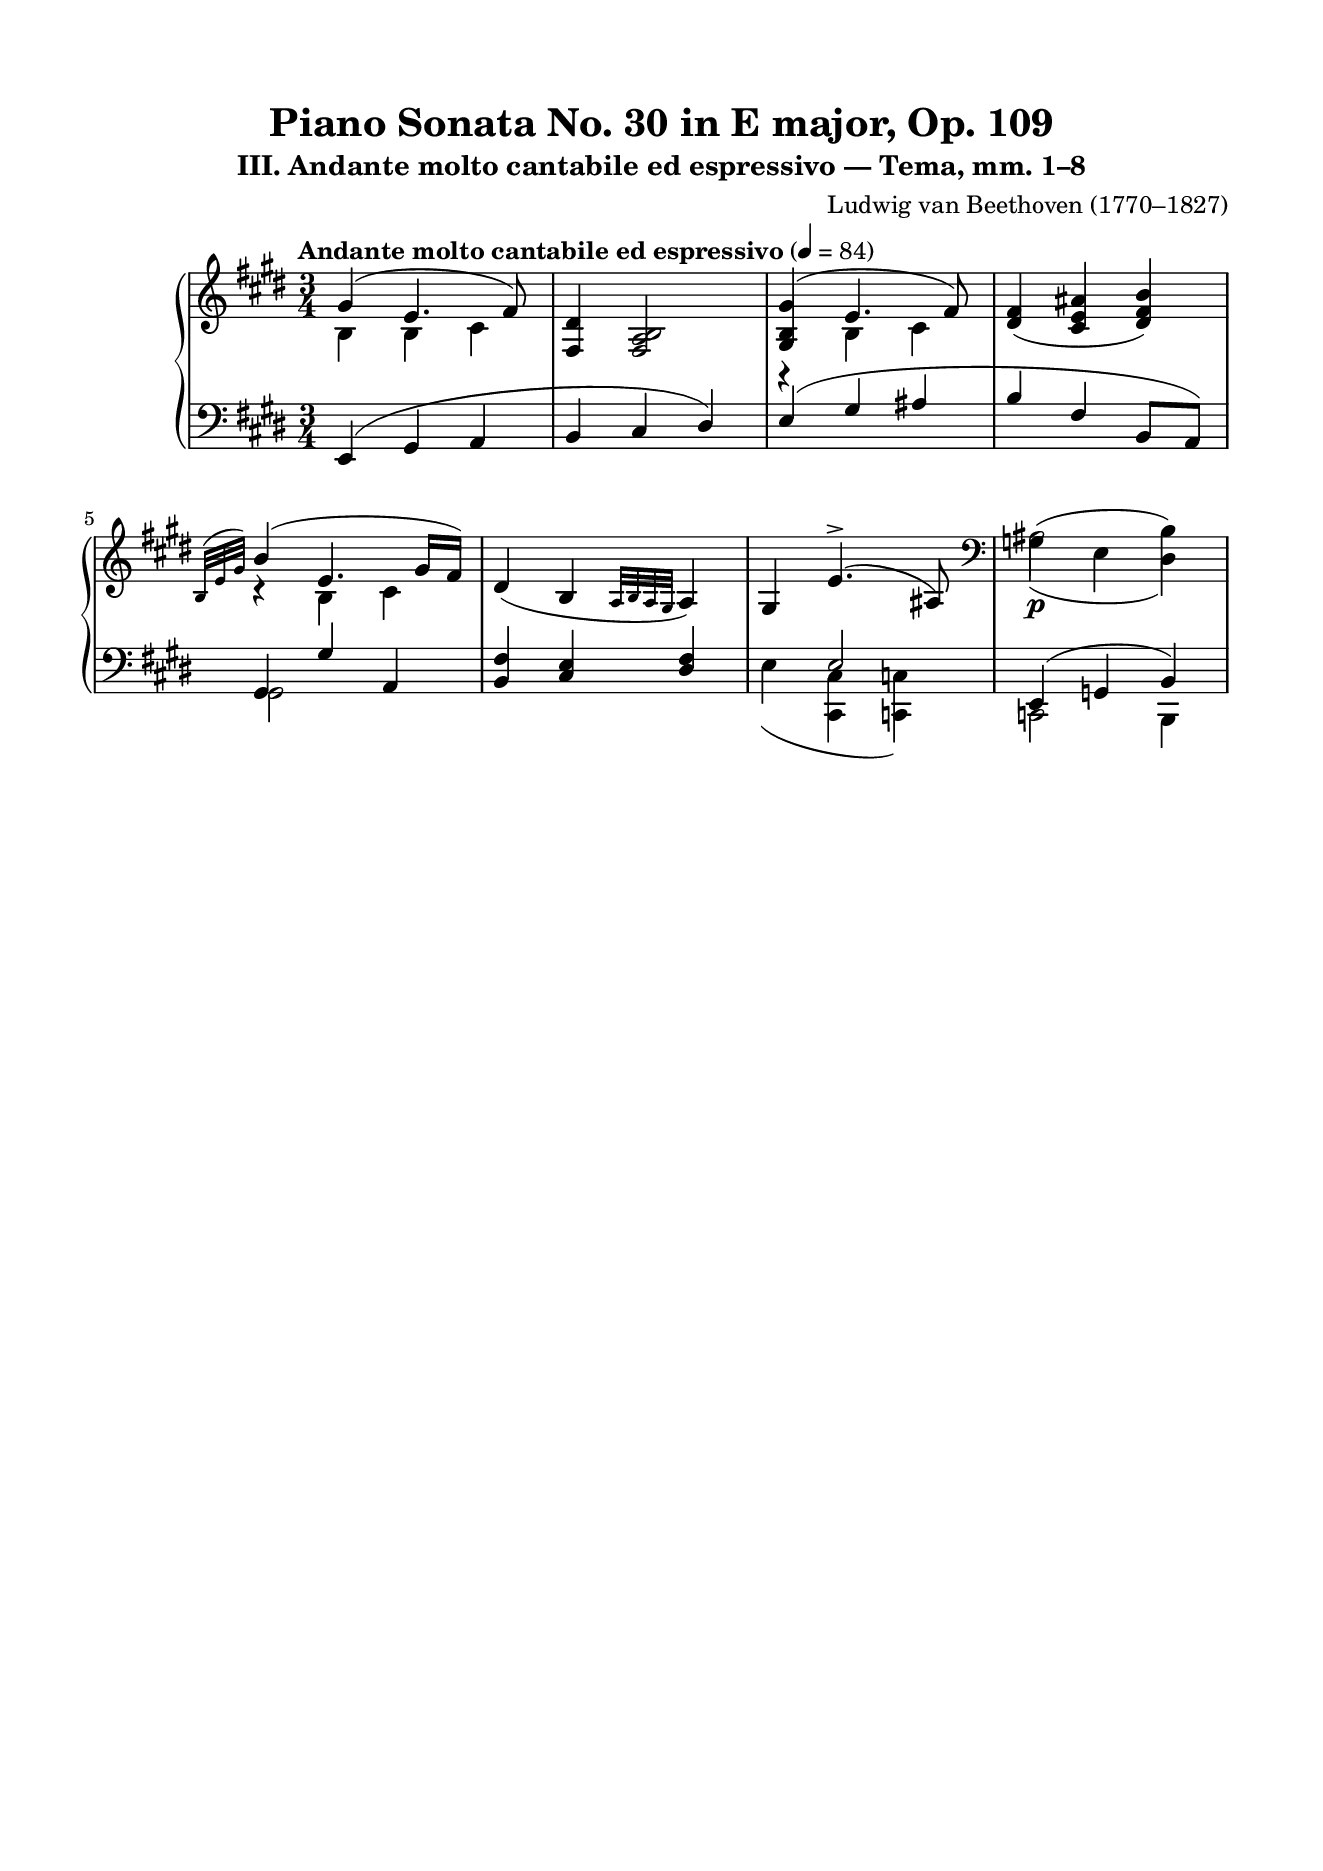 Piano Sonata No. 30 in E major, Op. 109
III. Andante molto cantabile ed espressivo — Tema, mm. 1–8
Ludwig van Beethoven (1770–1827)
Andante molto cantabile ed espressivo (♩ = 84)
3
4
3
4
5
p